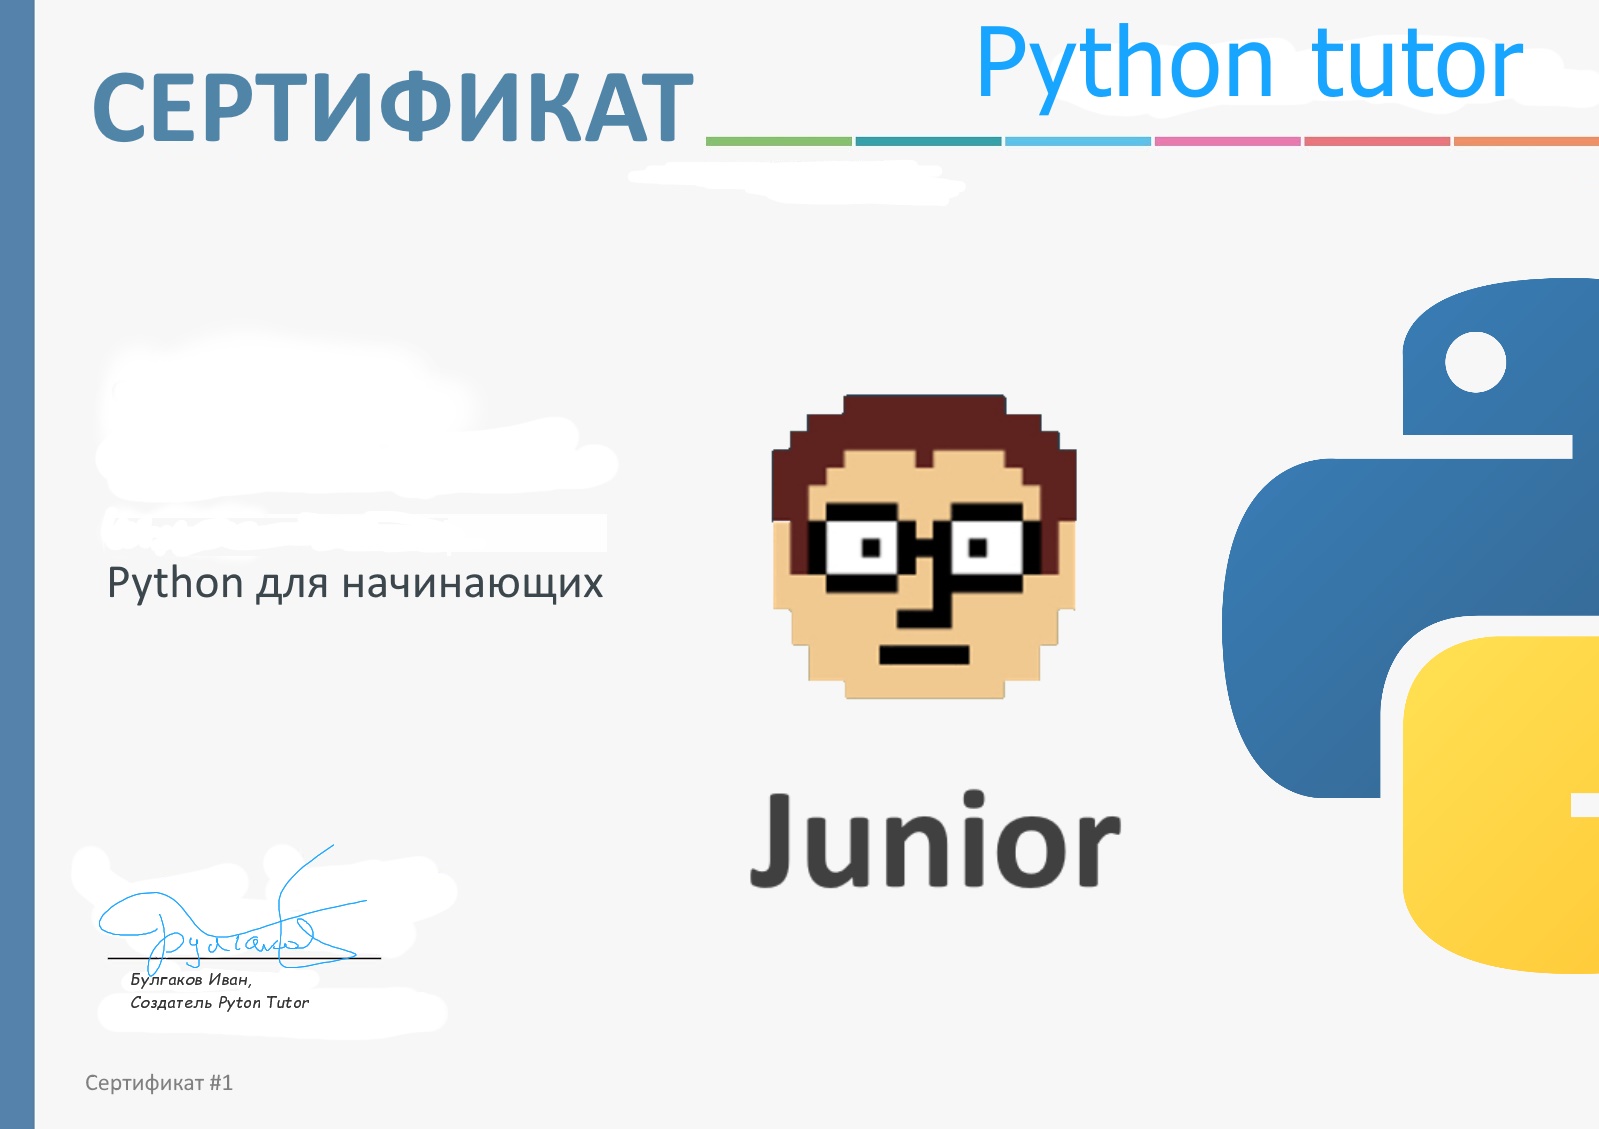 Python tutor
СЕРТИФИКАТ
Python для начинающих
Junior
Булгаков Иван,
Создатель Pyton Tutor
Сертификат #1